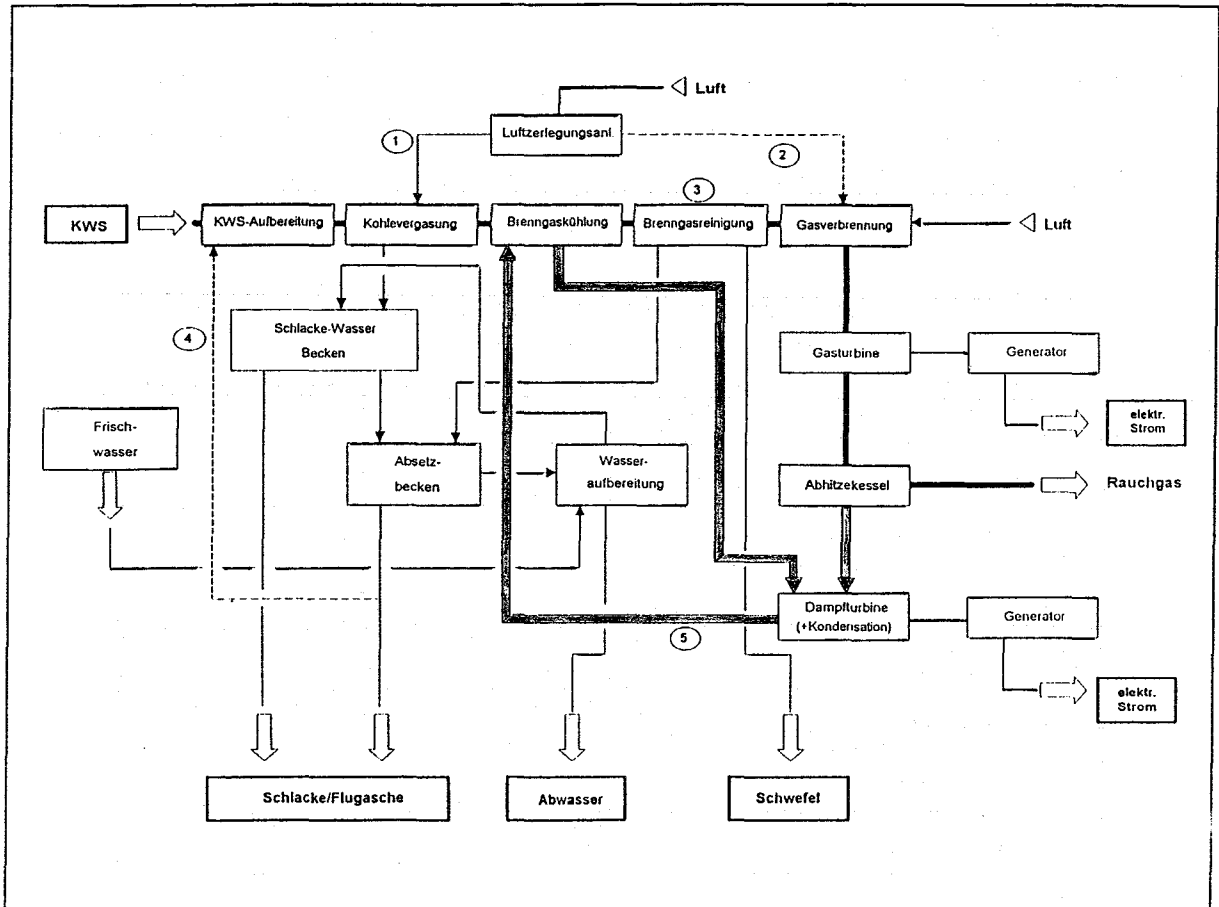 Luft
Luftzerlegungsanl.
1
2
3
KWS
KWS-Aufbereitung
Kohlevergasung
Brenngaskühlung
Brenngasreinigung
Gasverbrennung
Luft
4
Schlacke-Wasser
Becken
Gasturbine
Generator
elektr.
Strom
Frisch-
wasser
Absetz-
becken
Wasser-
aufbereitung
Abhitzekessel
Rauchgas
Dampfturbine
(+Kondensation)
Generator
5
elektr.
Strom
Schlacke/Flugasche
Abwasser
Schwefel